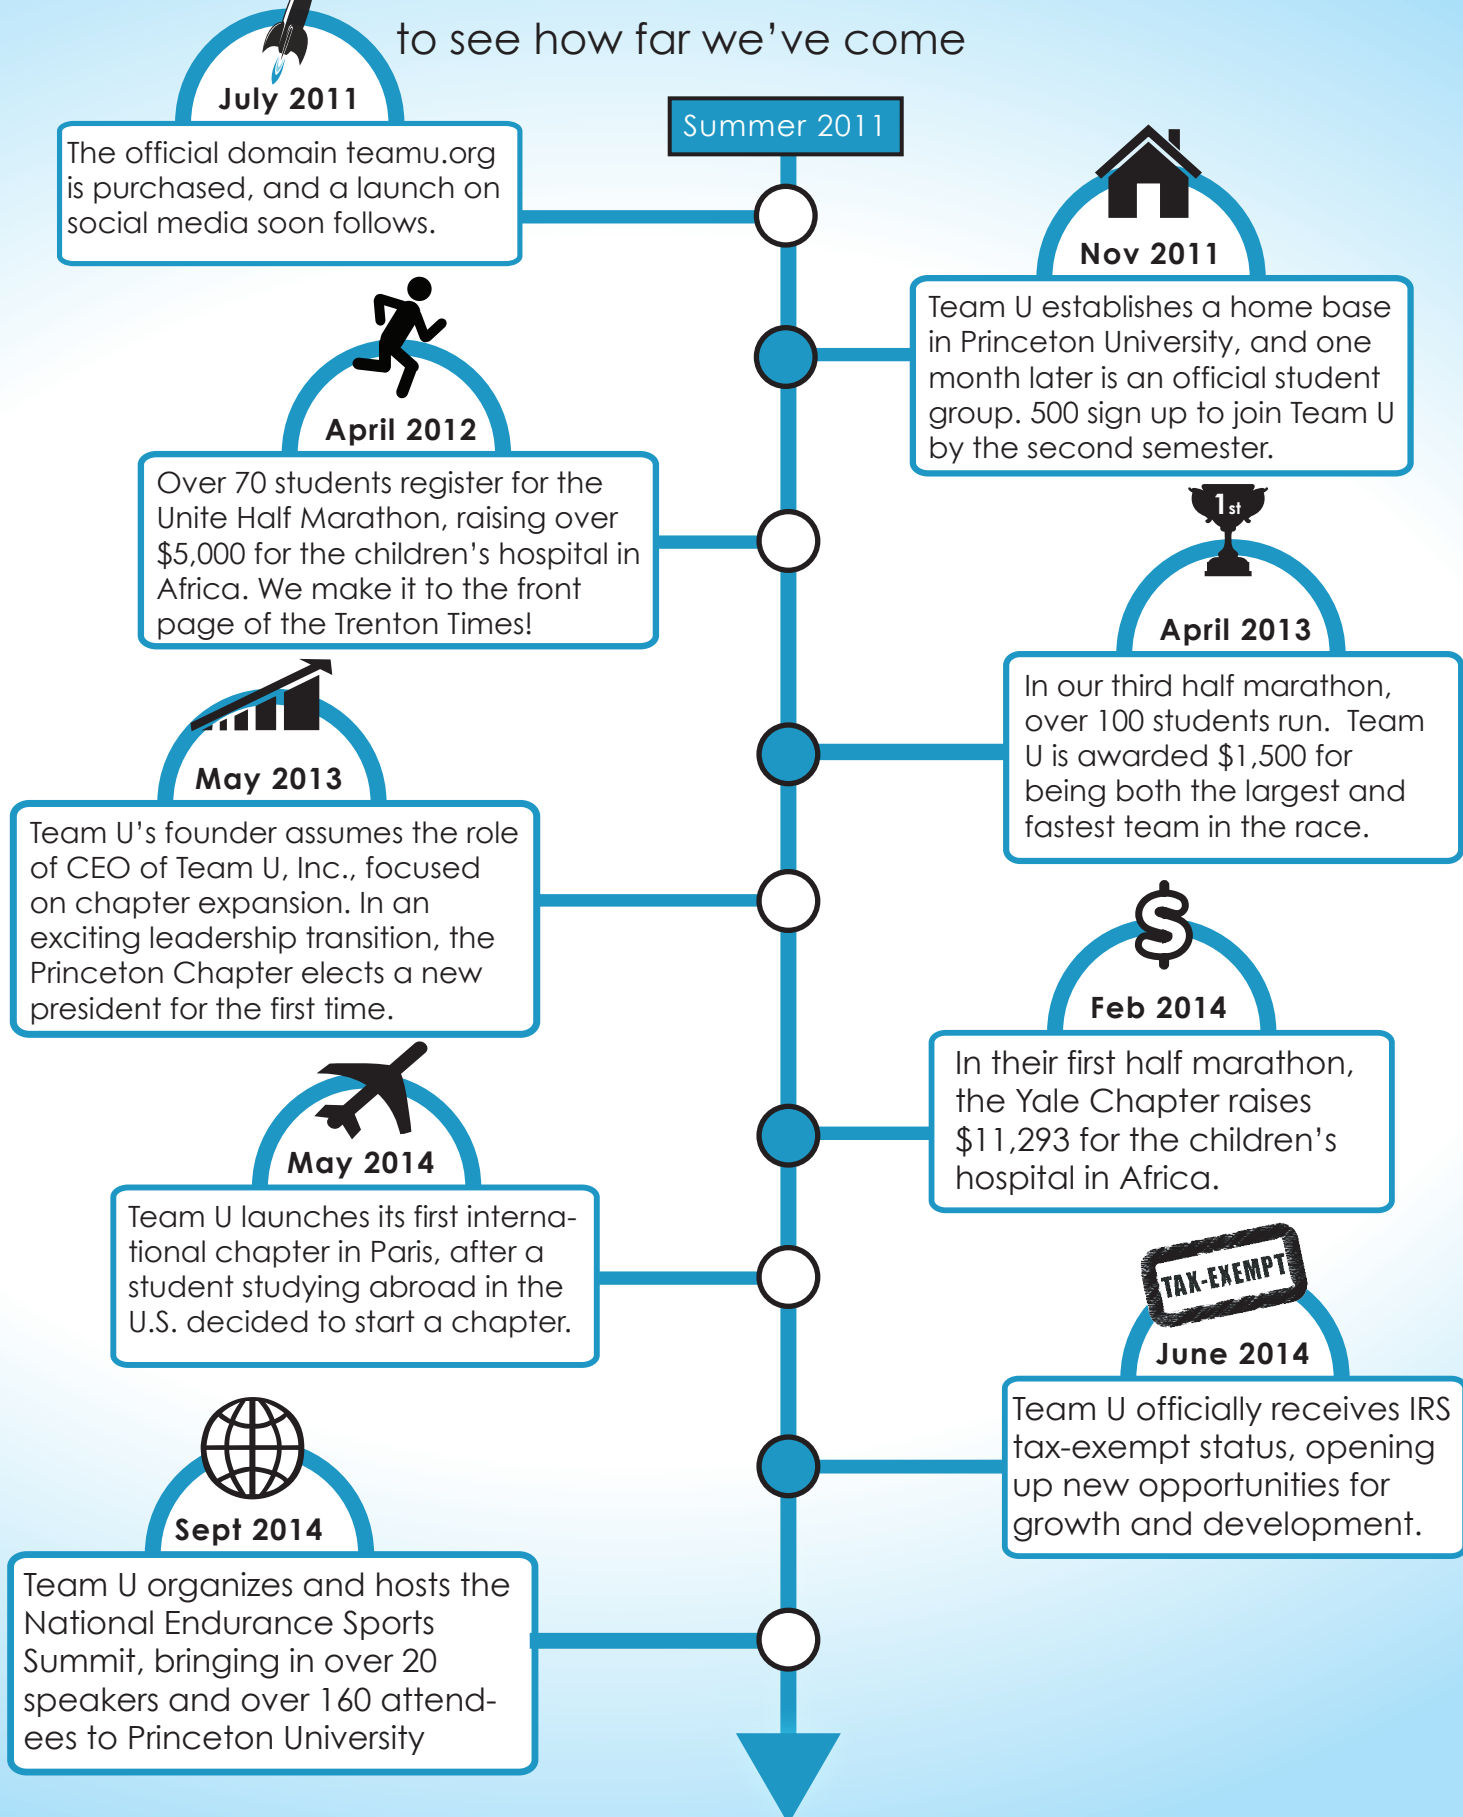 to see how far we've come
Summer 2011
July 2011
The official domain teamu.org
is purchased, and a launch on
social media soon follows.
Nov 2011
Team U establishes a home base
in Princeton University, and one
month later is an official student
group. 500 sign up to join Team U
by the second semester.
April 2012
Over 70 students register for the
Unite Half Marathon, raising over
$5,000 for the children's hospital in
Africa. We make it to the front
page of the Trenton Times!
1st
April 2013
In our third half marathon,
over 100 students run. Team
U is awarded $1,500 for
being both the largest and
fastest team in the race.
May 2013
Team U's founder assumes the role
of CEO of Team U, Inc., focused
on chapter expansion. In an
exciting leadership transition, the
Princeton Chapter elects a new
president for the first time.
$
Feb 2014
In their first half marathon,
the Yale Chapter raises
$11,293 for the children's
hospital in Africa.
May 2014
Team U launches its first interna-
tional chapter in Paris, after a
student studying abroad in the
U.S. decided to start a chapter.
TAX-EXEMPT
June 2014
Team U officially receives IRS
tax-exempt status, opening
up new opportunities for
growth and development.
Sept 2014
Team U organizes and hosts the
National Endurance Sports
Summit, bringing in over 20
speakers and over 160 attend-
ees to Princeton University